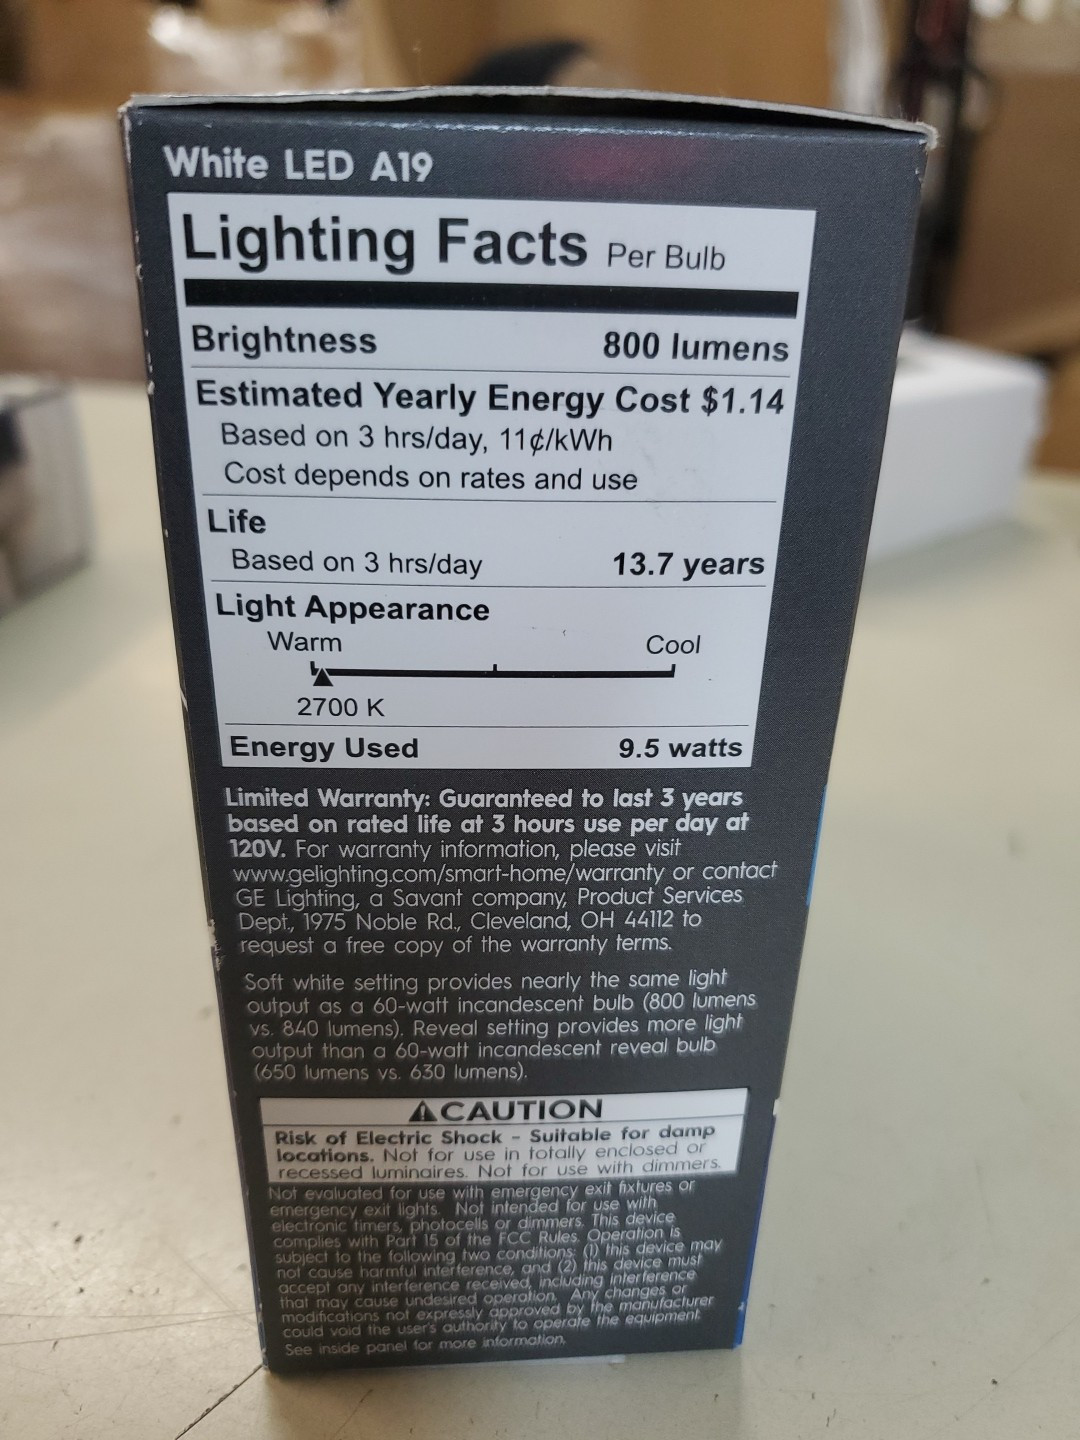 White LED A19
Lighting Facts Per Bulb
Brightness 800 lumens
Estimated Yearly Energy Cost $1.14
Based on 3 hrs/day, 11¢/kWh
Cost depends on rates and use
Life
Based on 3 hrs/day 13.7 years
Light Appearance
Warm Cool
2700 K
Energy Used 9.5 watts
Limited Warranty: Guaranteed to last 3 years
based on rated life at 3 hours use per day at
120V. For warranty information, please visit
www.gelighting.com/smart-home/warranty or contact
GE Lighting, a Savant company, Product Services
Dept., 1975 Noble Rd., Cleveland, OH 44112 to
request a free copy of the warranty terms.
Soft white setting provides nearly the same light
output as a 60-watt incandescent bulb (800 lumens
vs. 840 lumens). Reveal setting provides more light
output than a 60-watt incandescent reveal bulb
(650 lumens vs. 630 lumens).
⚠CAUTION
Risk of Electric Shock - Suitable for damp
locations. Not for use in totally enclosed or
recessed luminaires. Not for use with dimmers.
Not evaluated for use with emergency exit fixtures or
emergency exit lights. Not intended for use with
electronic timers, photocells or dimmers. This device
complies with Part 15 of the FCC Rules. Operation is
subject to the following two conditions: (1) this device may
not cause harmful interference, and (2) this device must
accept any interference received, including interference
that may cause undesired operation. Any changes or
modifications not expressly approved by the manufacturer
could void the user's authority to operate the equipment.
See inside panel for more information.